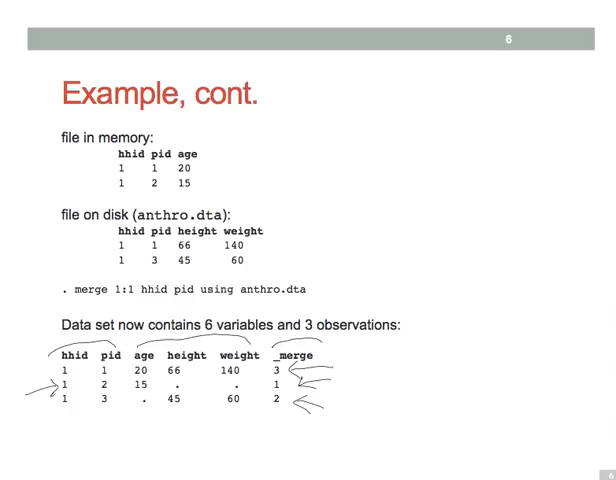 6
Example, cont.
file in memory:
hhid pid age
1 1 20
1 2 15
file on disk (anthro.dta):
hhid pid height weight
1 1 66 140
1 3 45 60
. merge 1:1 hhid pid using anthro.dta
Data set now contains 6 variables and 3 observations:
hhid pid age height weight _merge
1 1 20 66 140 3
1 2 15 . . 1
1 3 . 45 60 2
6